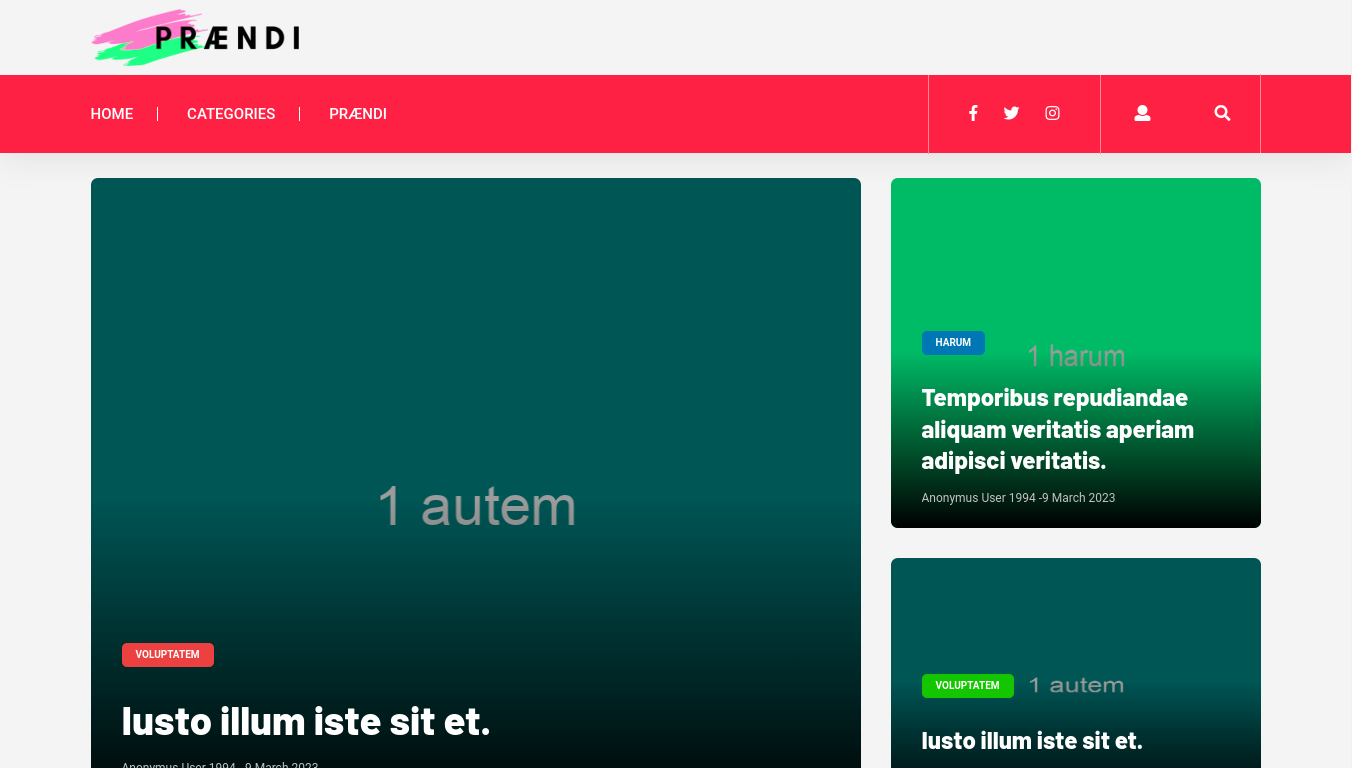 PRÆNDI
HOME
CATEGORIES
PRÆNDI
1 autem
VOLUPTATEM
Iusto illum iste sit et.
Anonymus User 1994 - 9 March 2023
1 harum
HARUM
Temporibus repudiandae
aliquam veritatis aperiam
adipisci veritatis.
Anonymus User 1994 -9 March 2023
1 autem
VOLUPTATEM
Iusto illum iste sit et.